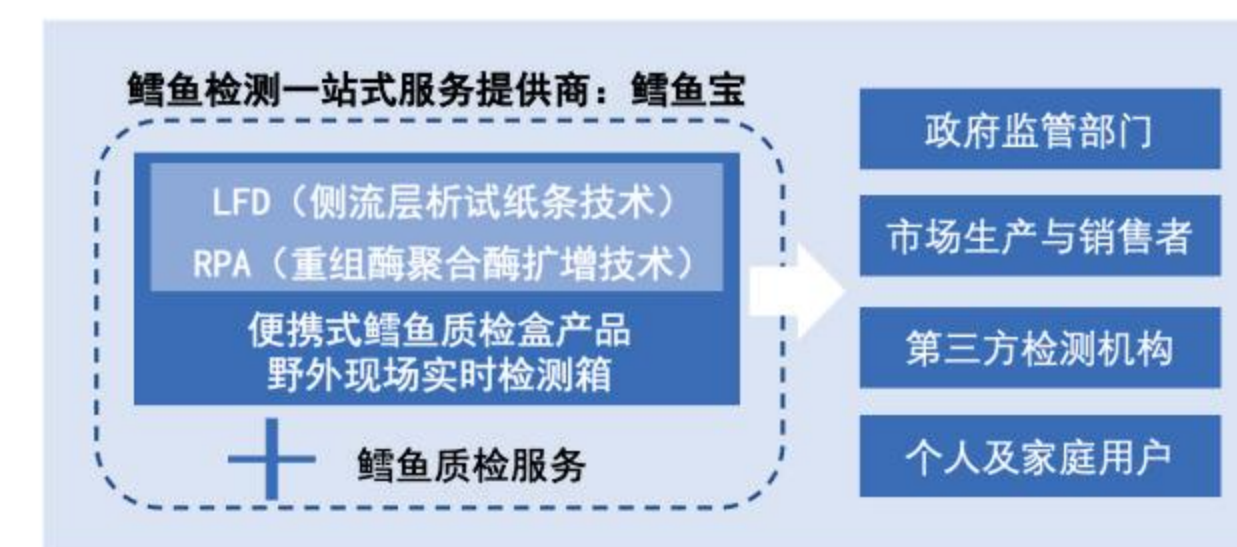 鳕鱼检测一站式服务提供商：鳕鱼宝
LFD（侧流层析试纸条技术）
RPA（重组酶聚合酶扩增技术）
便携式鳕鱼质检盒产品
野外现场实时检测箱
鳕鱼质检服务
政府监管部门
市场生产与销售者
第三方检测机构
个人及家庭用户